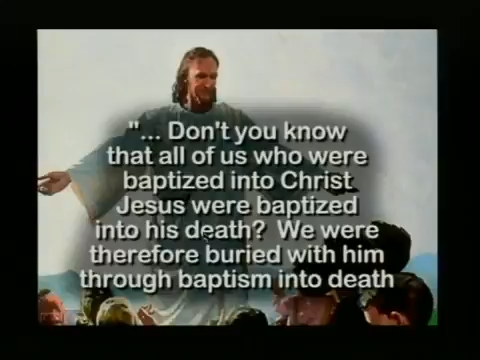 "... Don't you know
that all of us who were
baptized into Christ
Jesus were baptized
into his death?  We were
therefore buried with him
through baptism into death